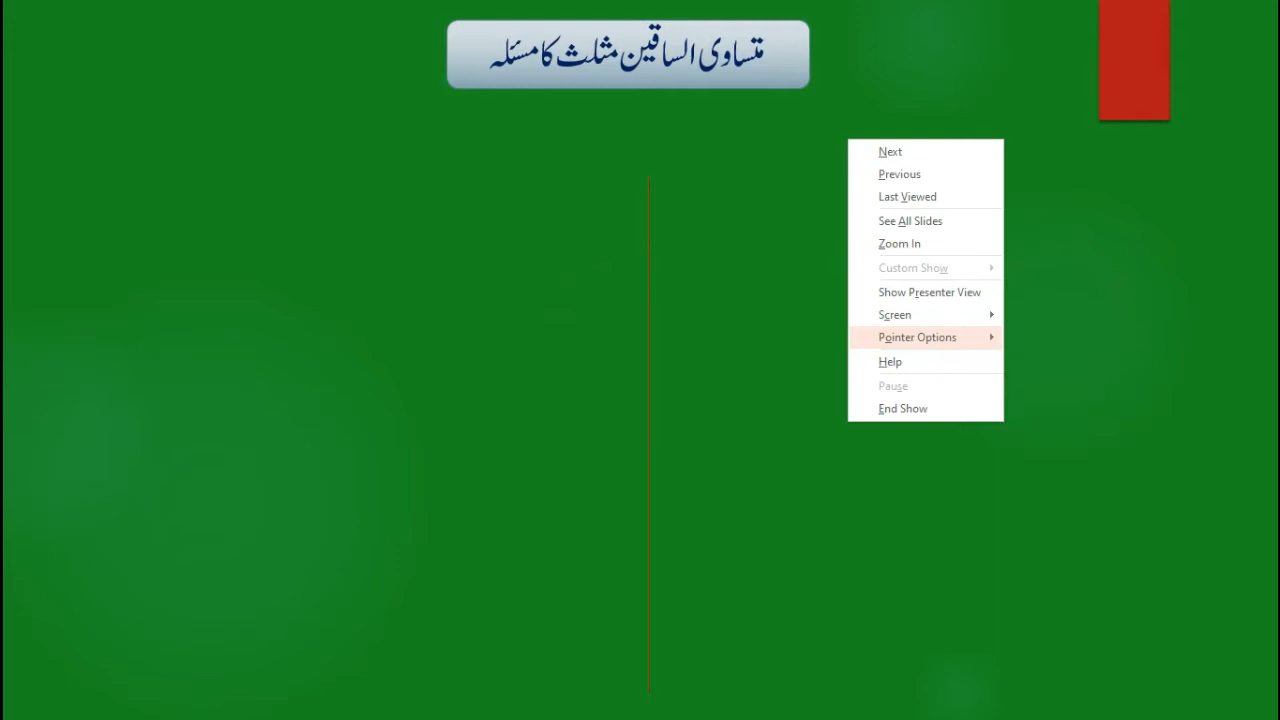 متساوی الساقین مثلث کا مسئلہ
Next
Previous
Last Viewed
See All Slides
Zoom In
Custom Show
Show Presenter View
Screen
Pointer Options
Help
Pause
End Show